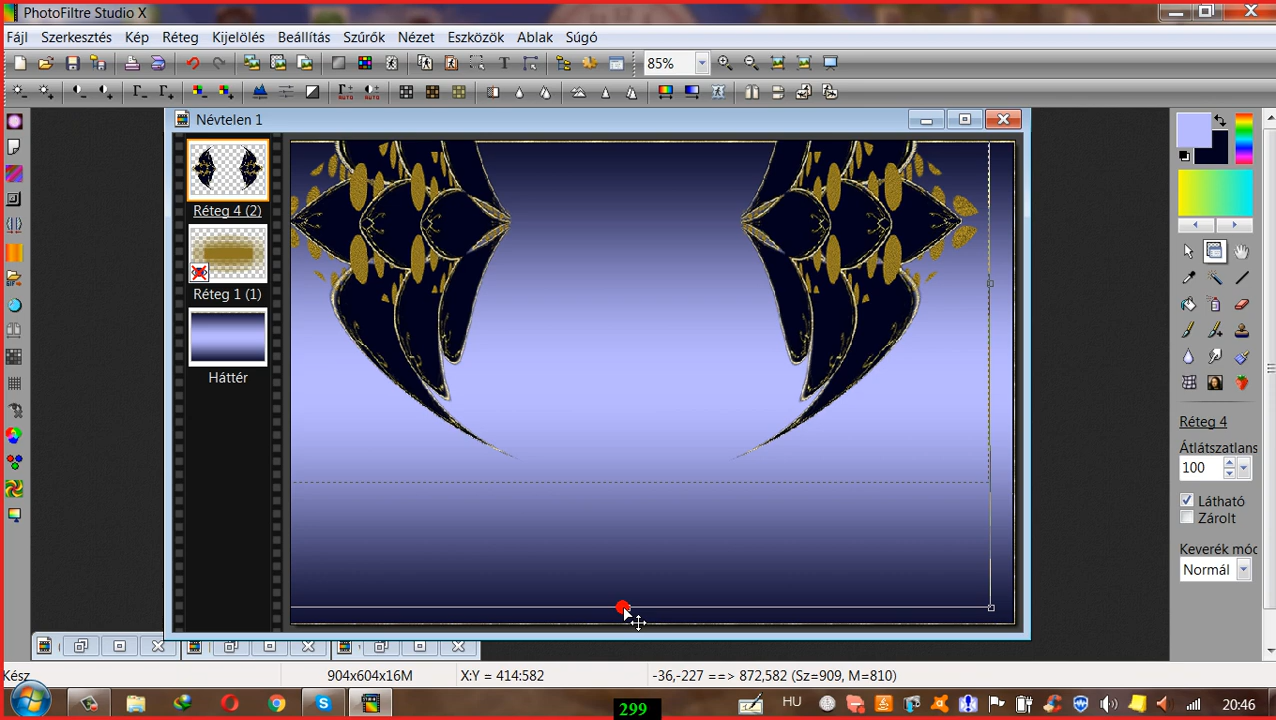 PhotoFiltre Studio X
Fájl Szerkesztés Kép Réteg Kijelölés Beállítás Szűrők Nézet Eszközök Ablak Súgó
85%
AUTO AUTO
Névtelen 1
Réteg 4 (2)
Réteg 1 (1)
Háttér
Réteg 4
Átlátszatlans
100
Látható
Zárolt
Keverék móc
Normál
Kész 904x604x16M X:Y = 414:582 -36,-227 ==> 872,582 (Sz=909, M=810)
299
HU
20:46